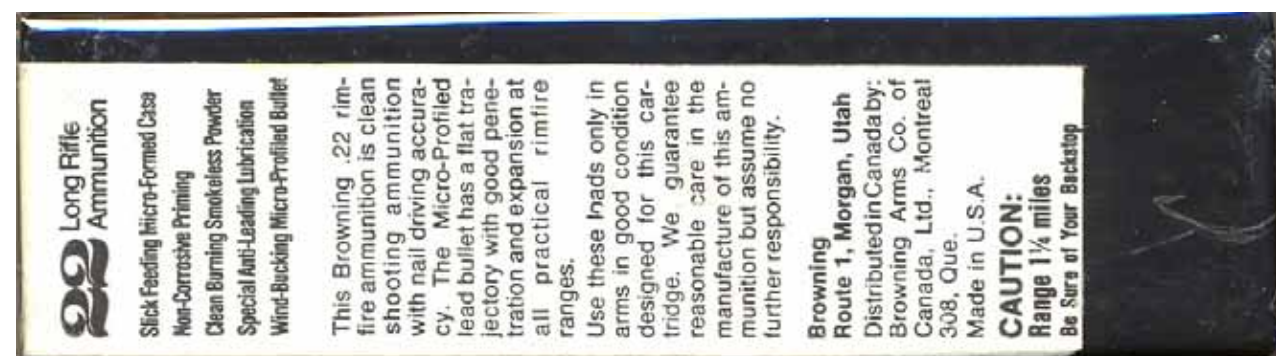 22 Long Rifle
Ammunition
Slick Feeding Micro-Formed Case
Non-Corrosive Priming
Clean Burning Smokeless Powder
Special Anti-Leading Lubrication
Wind-Bucking Micro-Profiled Bullet
This Browning .22 rim-
fire ammunition is clean
shooting ammunition
with nail driving accura-
cy. The Micro-Profiled
lead bullet has a flat tra-
jectory with good pene-
tration and expansion at
all practical rimfire
ranges.
Use these loads only in
arms in good condition
designed for this car-
tridge. We guarantee
reasonable care in the
manufacture of this am-
munition but assume no
further responsibility.
Browning
Route 1, Morgan, Utah
DistributedinCanadaby:
Browning Arms Co. of
Canada, Ltd., Montreal
308, Que.
Made in U.S.A.
CAUTION:
Range 1¼ miles
Be Sure of Your Backstop